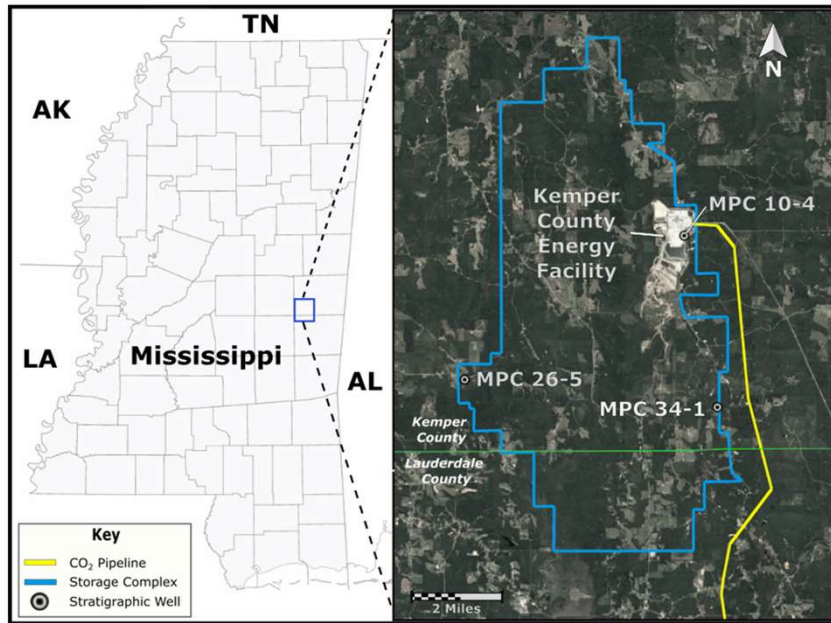 TN
AK
LA
Mississippi
AL
Key
CO₂ Pipeline
Storage Complex
Stratigraphic Well
N
Kemper
County
Energy
Facility
MPC 10-4
MPC 26-5
MPC 34-1
Kemper
County
Lauderdale
County
2 Miles